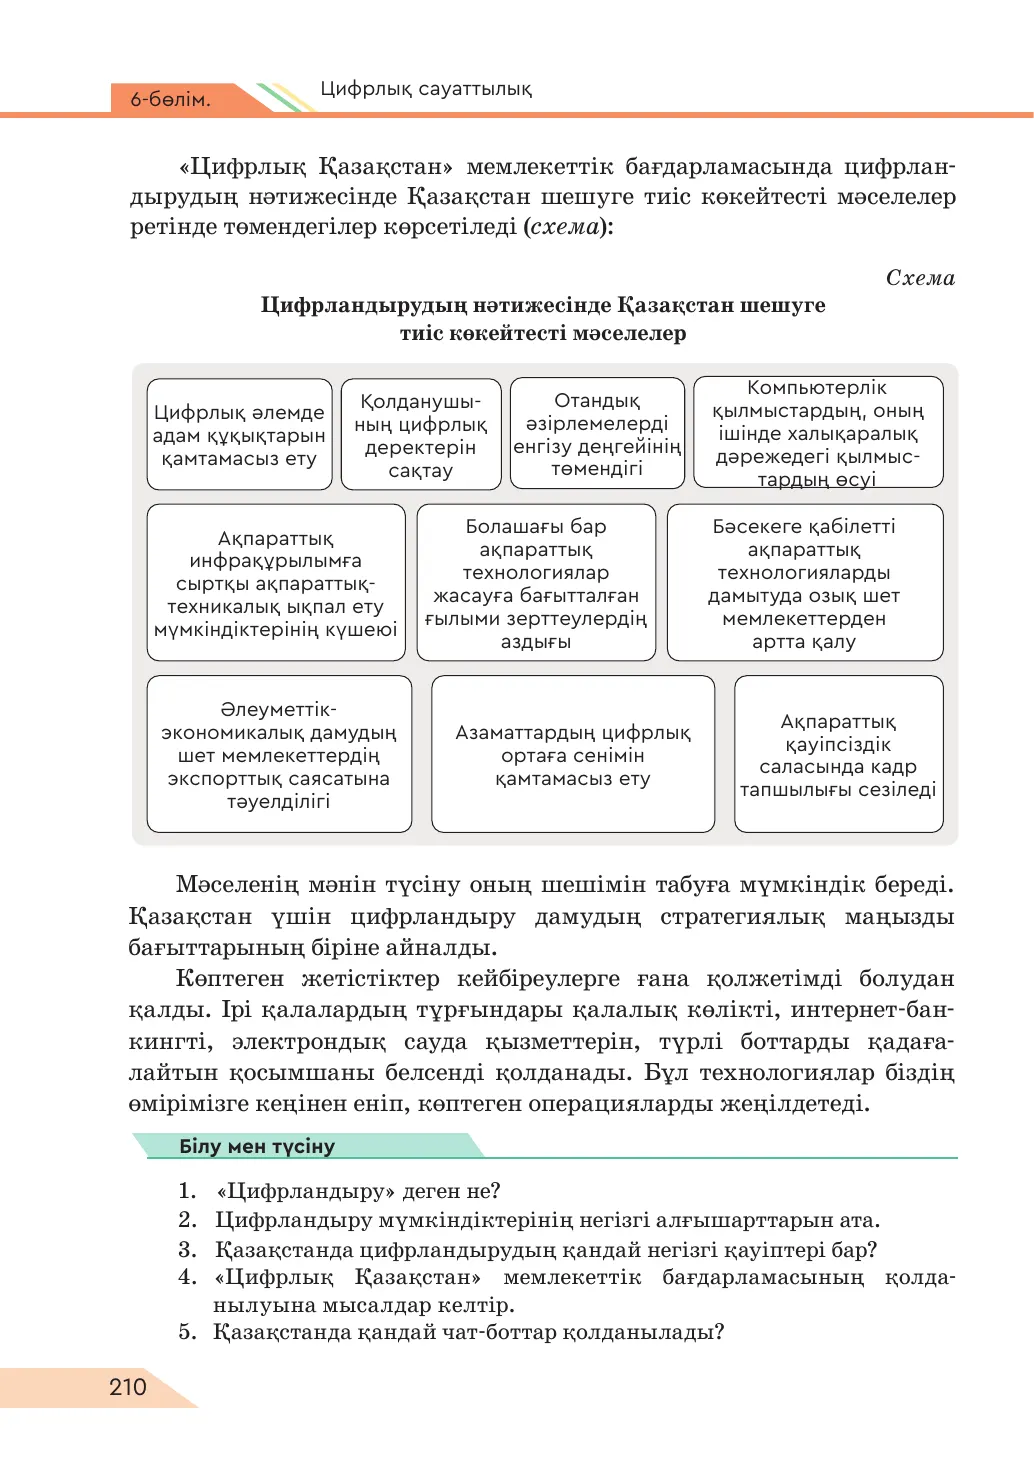 6-бөлім.
Цифрлық сауаттылық
«Цифрлық Қазақстан» мемлекеттік бағдарламасында цифрлан-
дырудың нәтижесінде Қазақстан шешуге тиіс көкейтесті мәселелер
ретінде төмендегілер көрсетіледі (схема):
Схема
Цифрландырудың нәтижесінде Қазақстан шешуге
тиіс көкейтесті мәселелер
Цифрлық әлемде
адам құқықтарын
қамтамасыз ету
Қолданушы-
ның цифрлық
деректерін
сақтау
Отандық
әзірлемелерді
енгізу деңгейінің
төмендігі
Компьютерлік
қылмыстардың, оның
ішінде халықаралық
дәрежедегі қылмыс-
тардың өсуі
Ақпараттық
инфрақұрылымға
сыртқы ақпараттық-
техникалық ықпал ету
мүмкіндіктерінің күшеюі
Болашағы бар
ақпараттық
технологиялар
жасауға бағытталған
ғылыми зерттеулердің
аздығы
Бәсекеге қабілетті
ақпараттық
технологияларды
дамытуда озық шет
мемлекеттерден
артта қалу
Әлеуметтік-
экономикалық дамудың
шет мемлекеттердің
экспорттық саясатына
тәуелділігі
Азаматтардың цифрлық
ортаға сенімін
қамтамасыз ету
Ақпараттық
қауіпсіздік
саласында кадр
тапшылығы сезіледі
Мәселенің мәнін түсіну оның шешімін табуға мүмкіндік береді.
Қазақстан үшін цифрландыру дамудың стратегиялық маңызды
бағыттарының біріне айналды.
Көптеген жетістіктер кейбіреулерге ғана қолжетімді болудан
қалды. Ірі қалалардың тұрғындары қалалық көлікті, интернет-бан-
кингті, электрондық сауда қызметтерін, түрлі боттарды қадаға-
лайтын қосымшаны белсенді қолданады. Бұл технологиялар біздің
өмірімізге кеңінен еніп, көптеген операцияларды жеңілдетеді.
Білу мен түсіну
1. «Цифрландыру» деген не?
2. Цифрландыру мүмкіндіктерінің негізгі алғышарттарын ата.
3. Қазақстанда цифрландырудың қандай негізгі қауіптері бар?
4. «Цифрлық Қазақстан» мемлекеттік бағдарламасының қолда-
нылуына мысалдар келтір.
5. Қазақстанда қандай чат-боттар қолданылады?
210